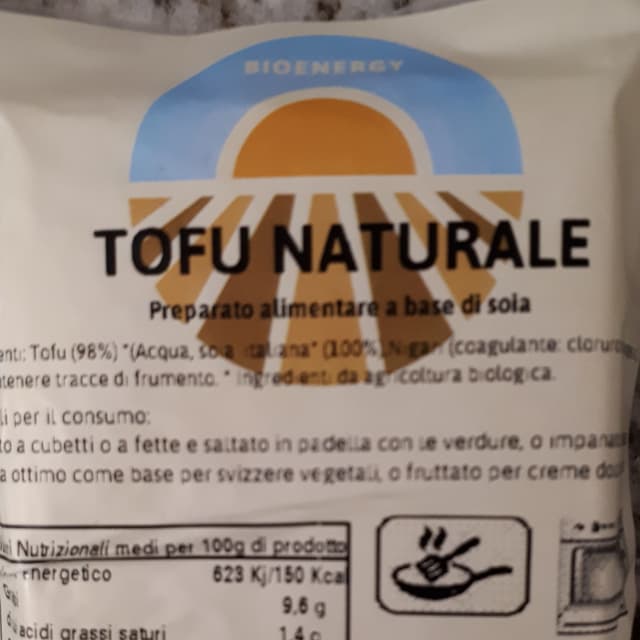 BIOENERGY
TOFU NATURALE
Preparato alimentare a base di soia
enti: Tofu (98%) *(Acqua, soia italiana* (100%), Nigari (coagulante: cloruro
ntenere tracce di frumento. * Ingredienti da agricoltura biologica.
li per il consumo:
to a cubetti o a fette e saltato in padella con le verdure, o impanato
a ottimo come base per svizzere vegetali, o fruttato per creme
Nutrizionali medi per 100g di prodotto
energetico 623 Kj/150 Kcal
9,6 g
acidi grassi saturi 1,4 g